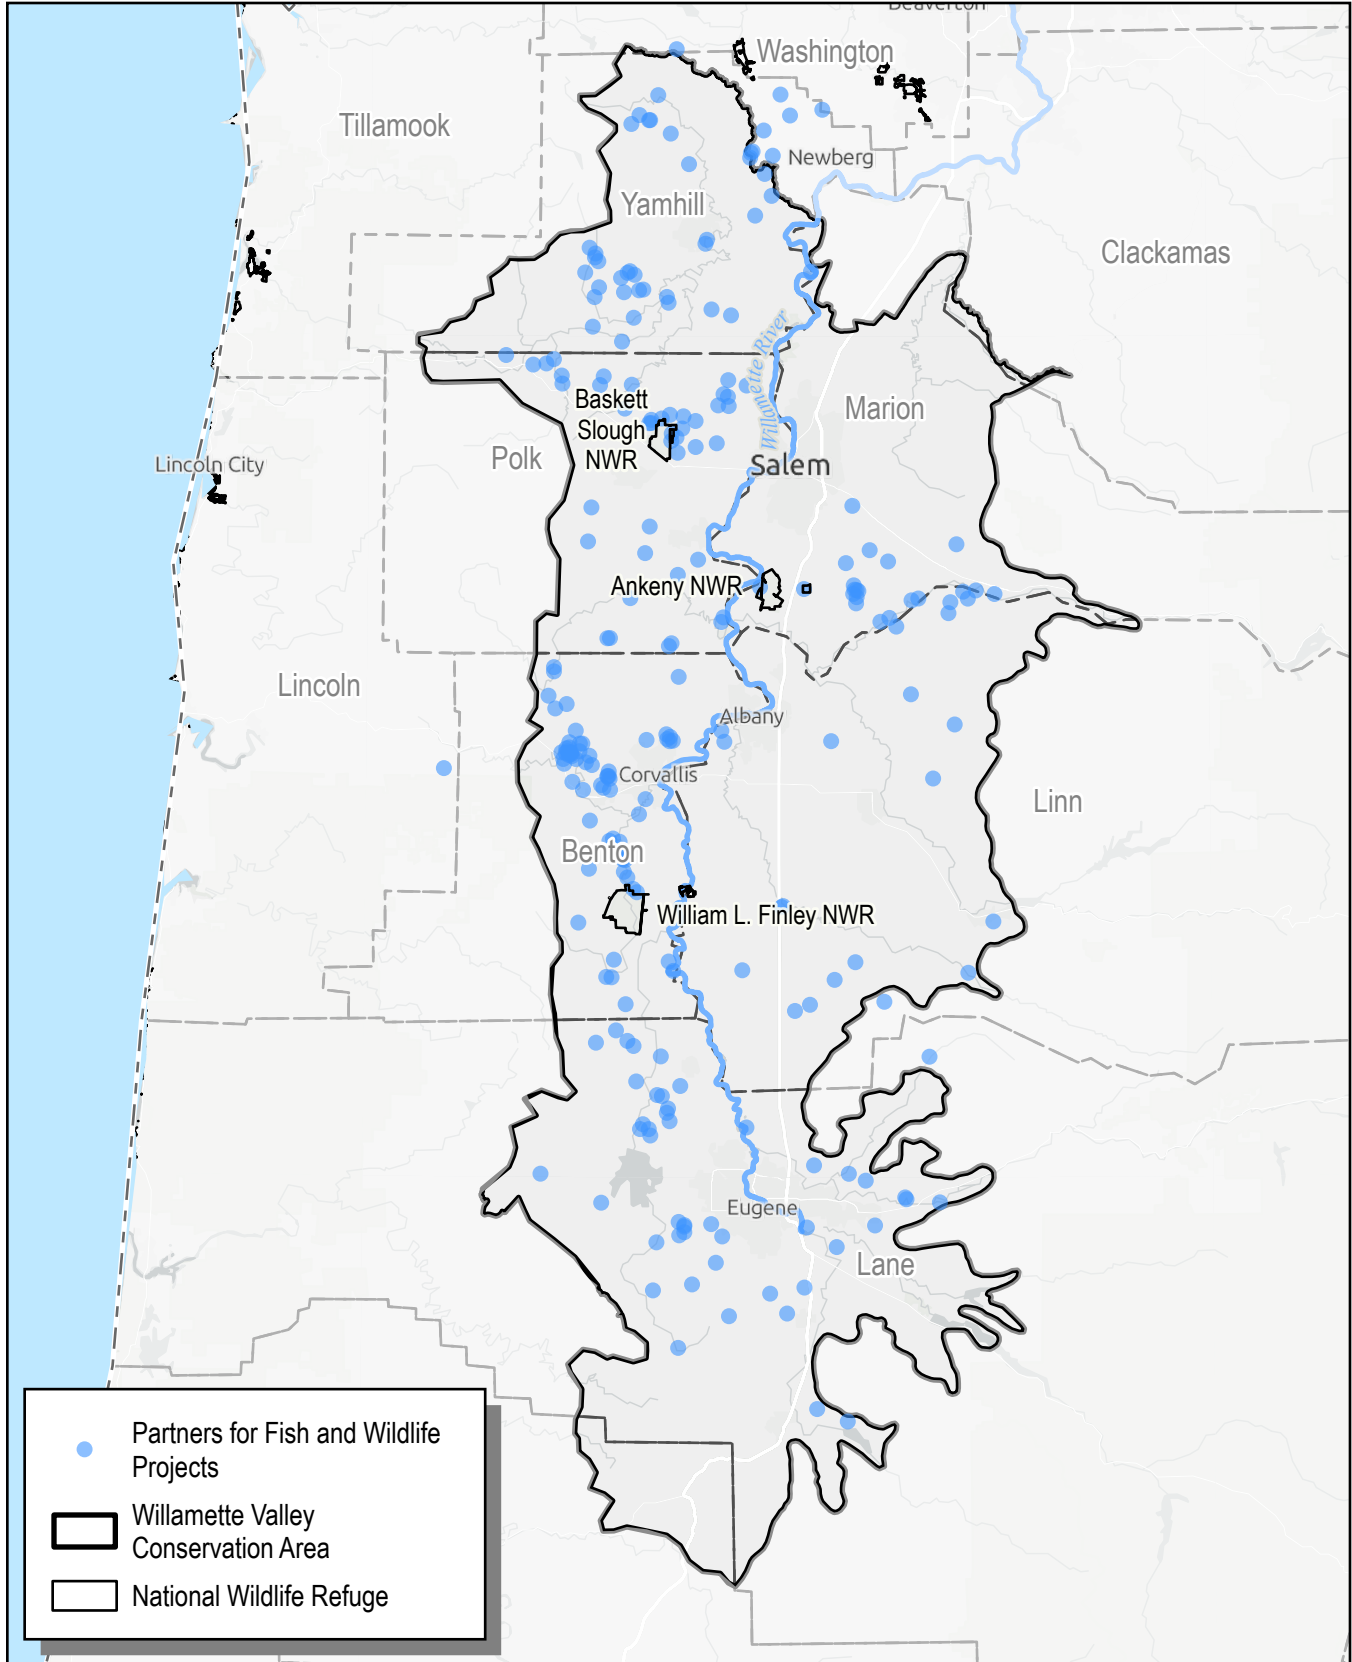 Beaverton
Washington
Tillamook
Newberg
Yamhill
Clackamas
Willamette River
Baskett
Slough
NWR
Marion
Polk
Salem
Lincoln City
Ankeny NWR
Lincoln
Albany
Corvallis
Linn
Benton
William L. Finley NWR
Eugene
Lane
Partners for Fish and Wildlife
Projects
Willamette Valley
Conservation Area
National Wildlife Refuge